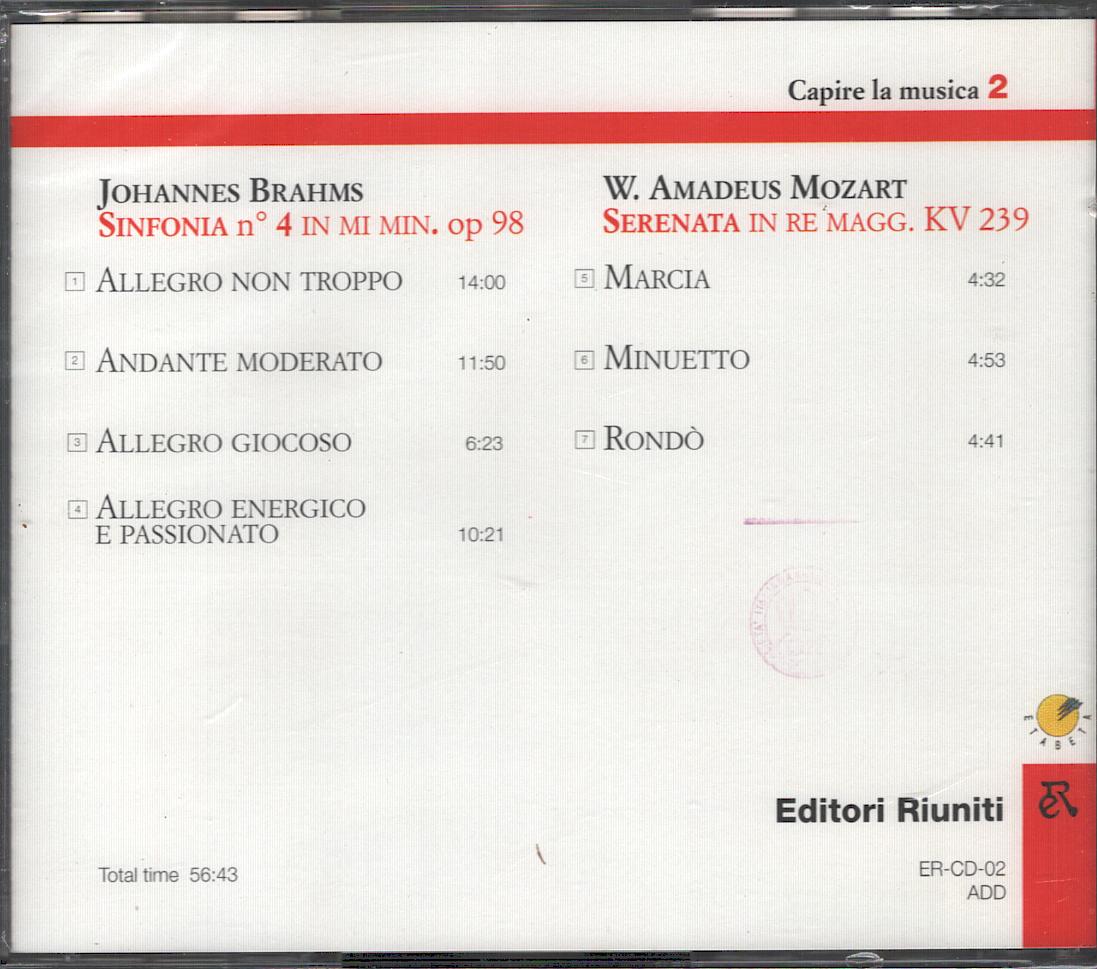 Capire la musica 2
JOHANNES BRAHMS
SINFONIA n° 4 IN MI MIN. op 98
1 ALLEGRO NON TROPPO 14:00
2 ANDANTE MODERATO 11:50
3 ALLEGRO GIOCOSO 6:23
4 ALLEGRO ENERGICO
E PASSIONATO 10:21
W. AMADEUS MOZART
SERENATA IN RE MAGG. KV 239
5 MARCIA 4:32
6 MINUETTO 4:53
7 RONDÒ 4:41
ETABETA
Editori Riuniti
ER
Total time 56:43
ER-CD-02
ADD